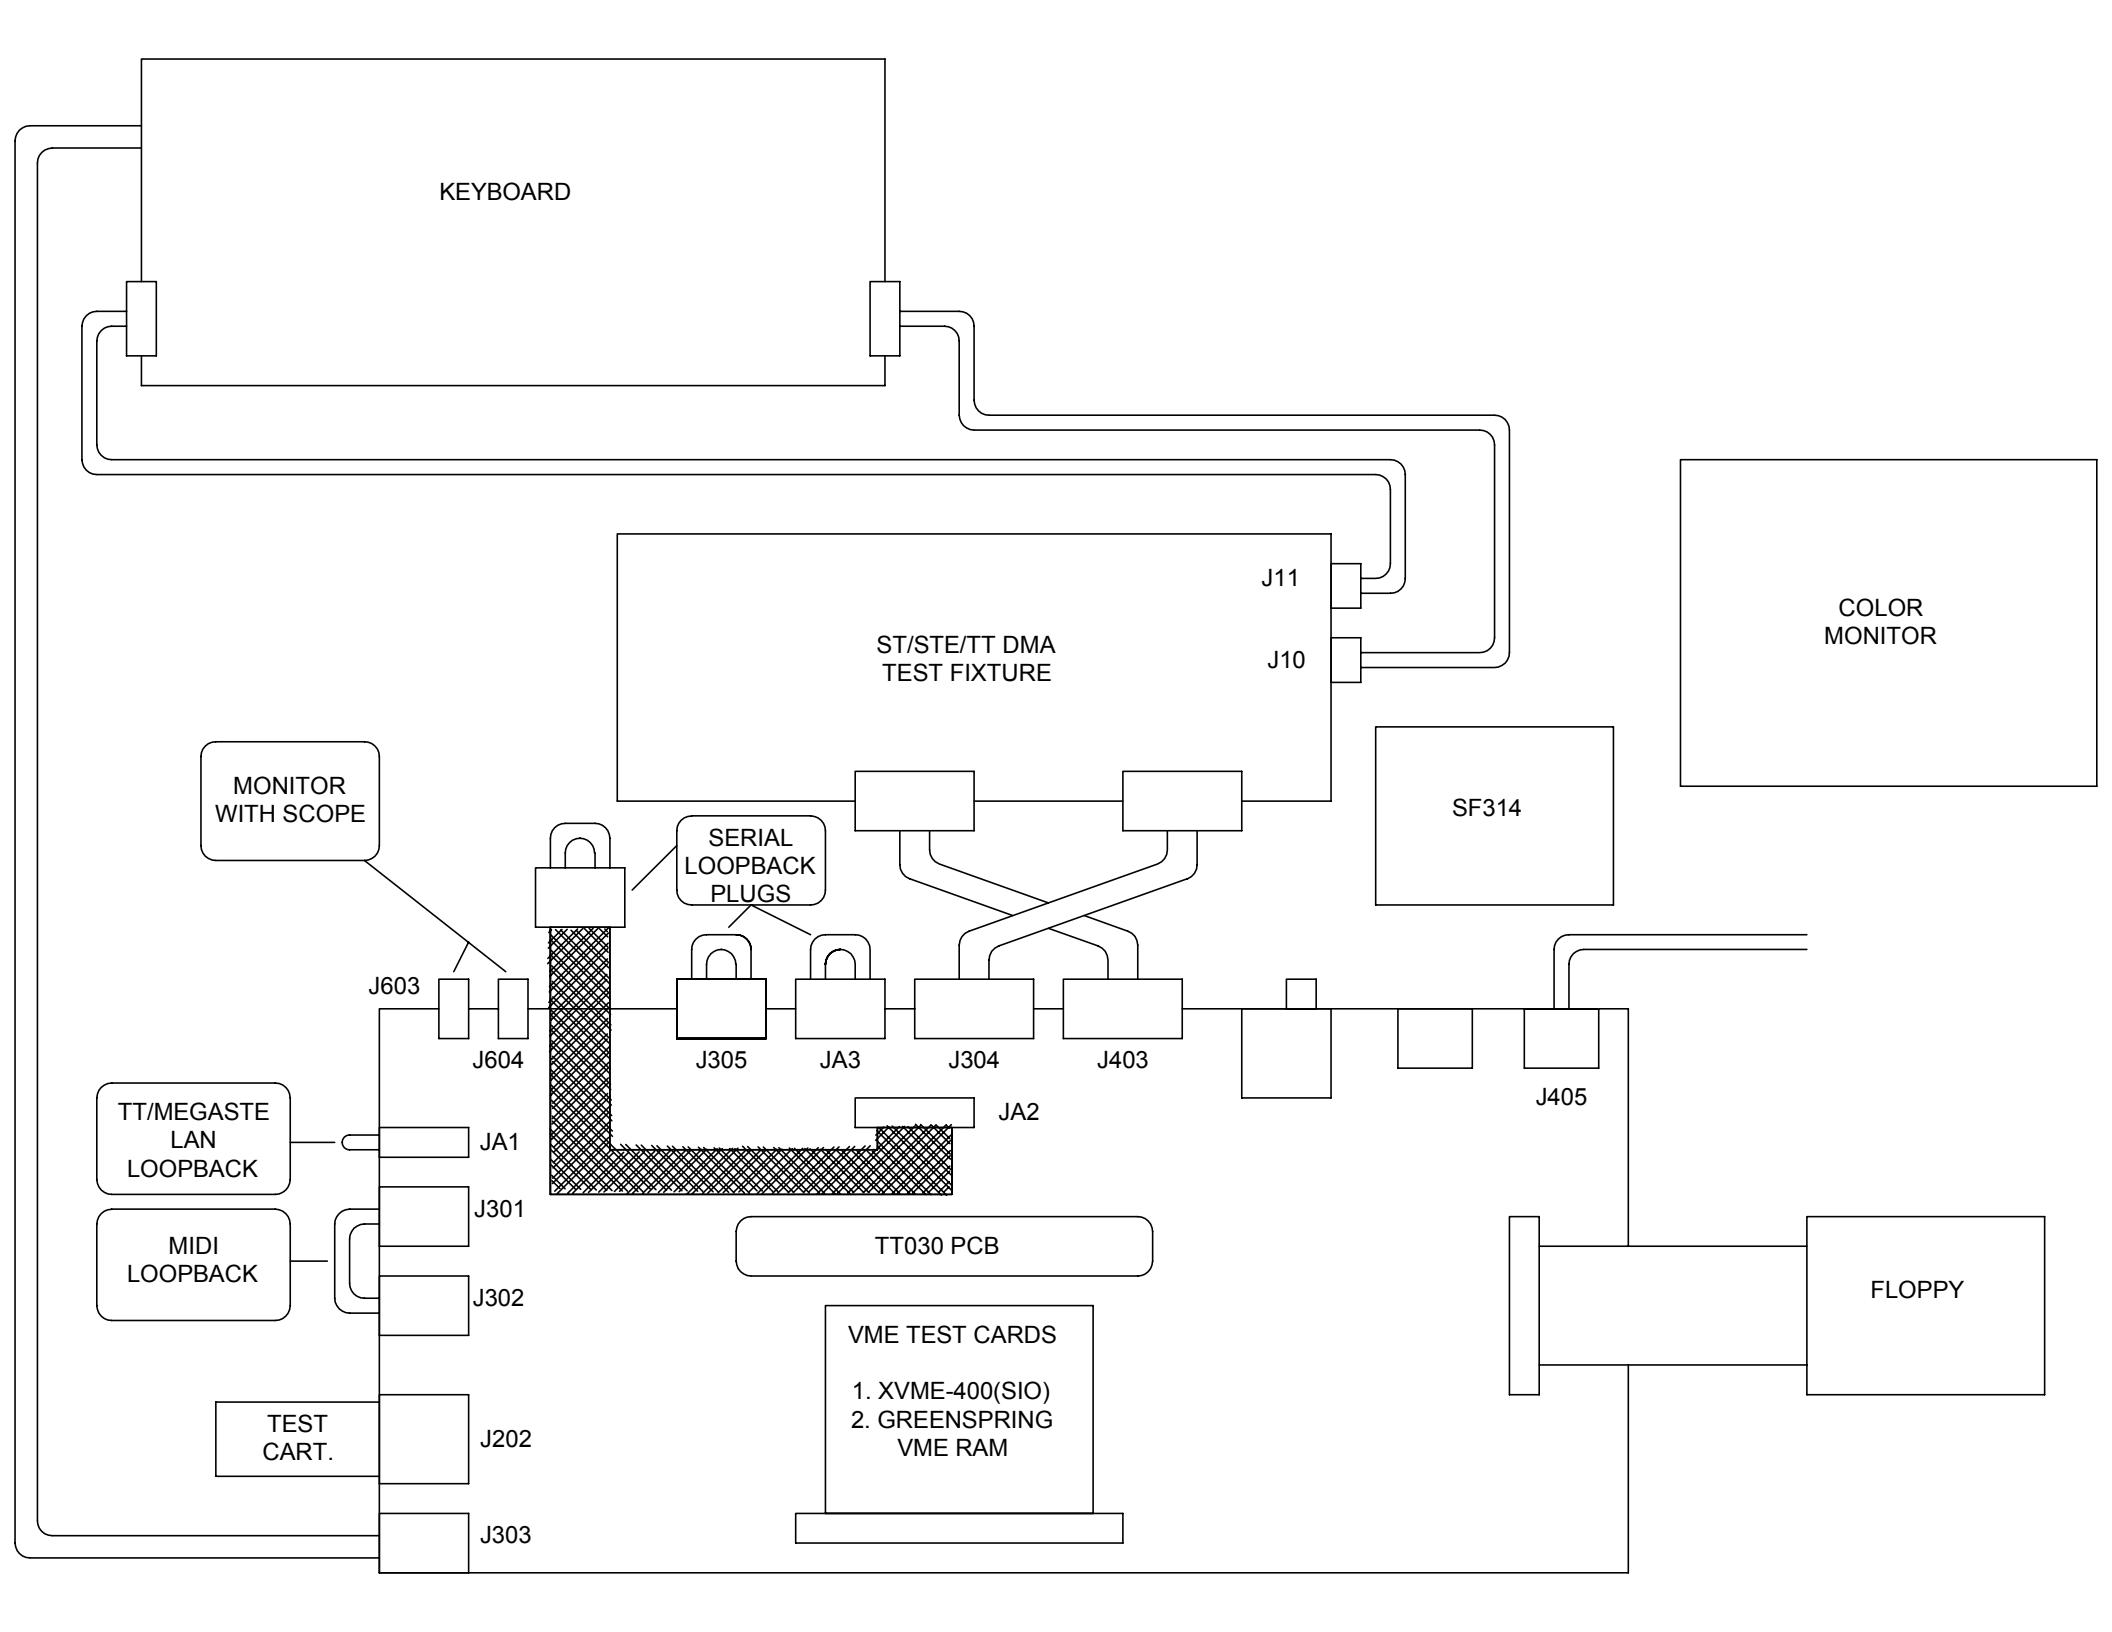 KEYBOARD
J11
COLOR
MONITOR
ST/STE/TT DMA
TEST FIXTURE
J10
MONITOR
WITH SCOPE
SF314
SERIAL
LOOPBACK
PLUGS
J603
J604
J305
JA3
J304
J403
J405
TT/MEGASTE
LAN
LOOPBACK
JA1
JA2
J301
MIDI
LOOPBACK
TT030 PCB
J302
FLOPPY
VME TEST CARDS
1. XVME-400(SIO)
2. GREENSPRING
VME RAM
TEST
CART.
J202
J303